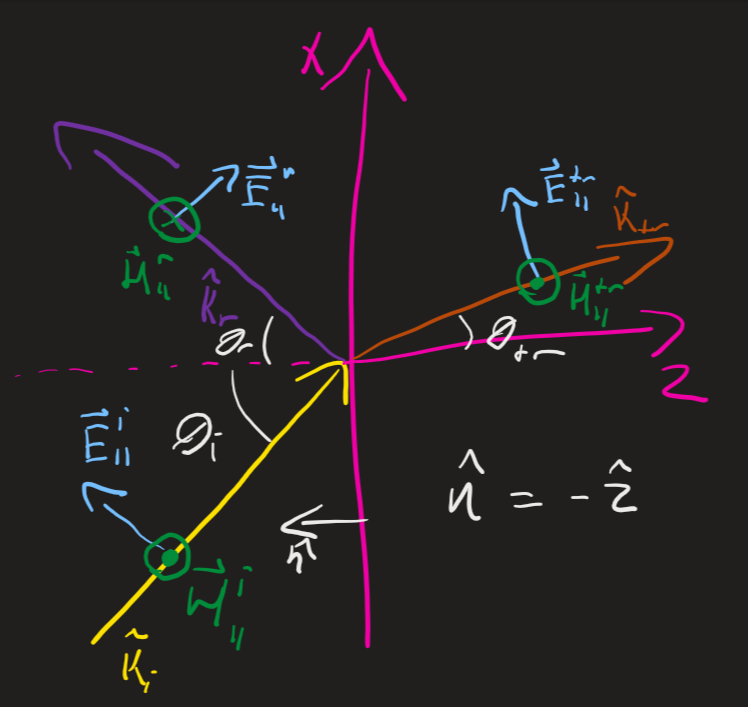 X
E⃗ʳ∥
E⃗ᵗʳ∥
k̂ₜᵣ
H⃗ʳ∥
k̂ᵣ
H⃗ᵗʳ∥
θᵣ
θₜᵣ
Z
E⃗ⁱ∥
θᵢ
n̂ = -ẑ
n̂
H⃗ⁱ∥
k̂ᵢ